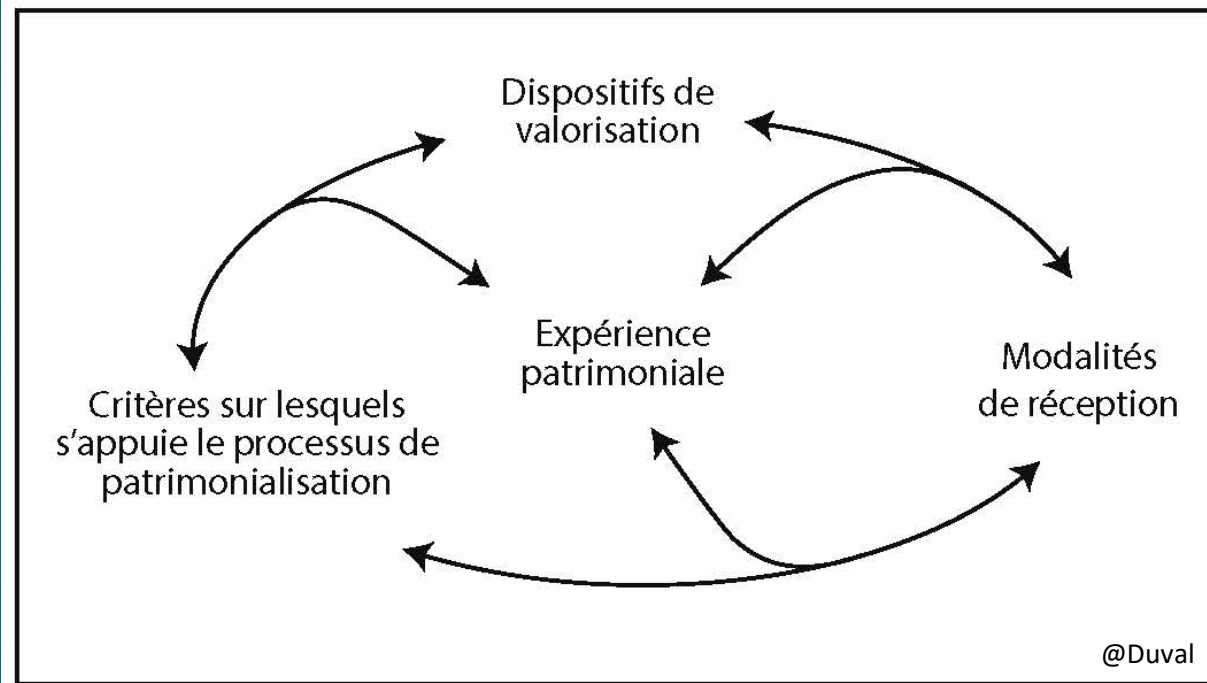 Dispositifs de
valorisation
Expérience
patrimoniale
Modalités
de réception
Critères sur lesquels
s'appuie le processus de
patrimonialisation
@Duval